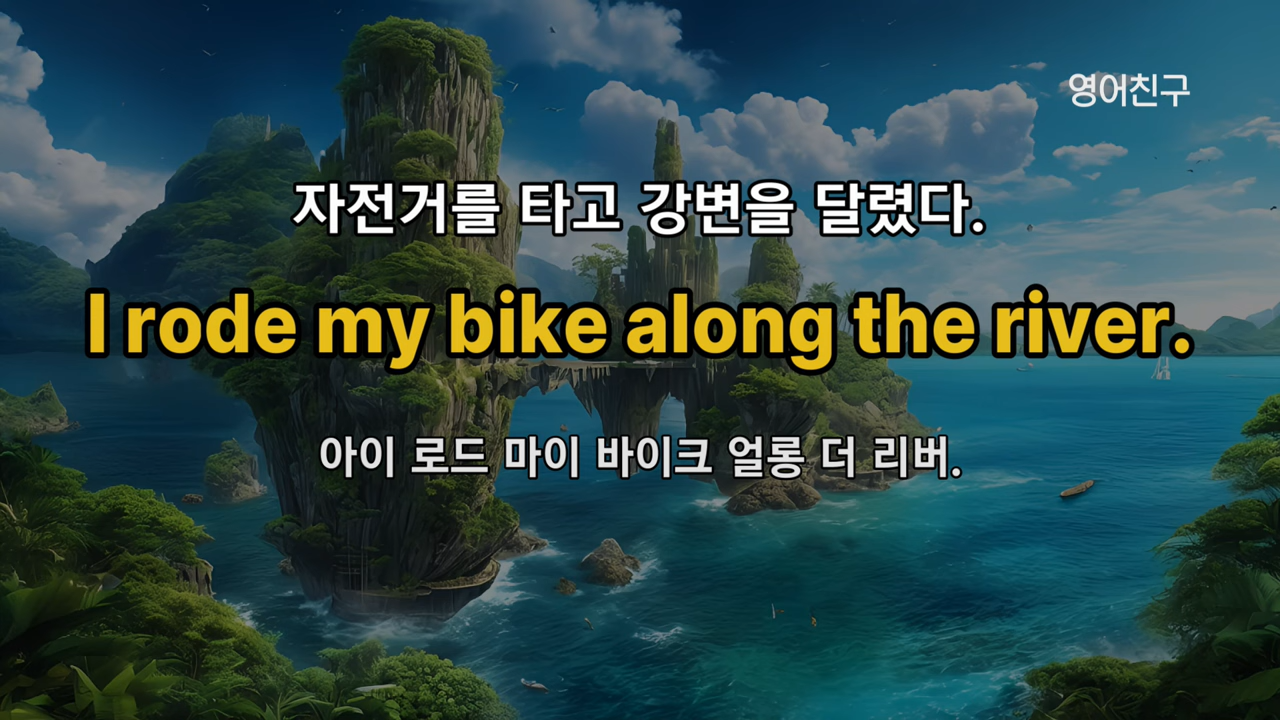 영어친구
자전거를 타고 강변을 달렸다.
I rode my bike along the river.
아이 로드 마이 바이크 얼롱 더 리버.